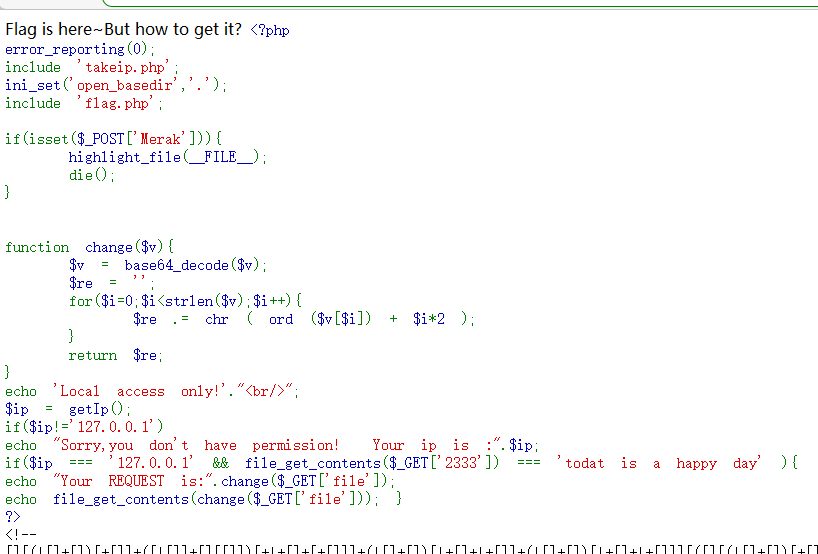 Flag is here~But how to get it? <?php
error_reporting(0);
include 'takeip.php';
ini_set('open_basedir','.');
include 'flag.php';
if(isset($_POST['Merak'])){
highlight_file(__FILE__);
die();
}
function change($v){
$v = base64_decode($v);
$re = '';
for($i=0;$i<strlen($v);$i++){
$re .= chr ( ord ($v[$i]) + $i*2 );
}
return $re;
}
echo 'Local access only!'."<br/>";
$ip = getIp();
if($ip!='127.0.0.1')
echo "Sorry,you don't have permission! Your ip is :".$ip;
if($ip === '127.0.0.1' && file_get_contents($_GET['2333']) === 'todat is a happy day' ){
echo "Your REQUEST is:".change($_GET['file']);
echo file_get_contents(change($_GET['file'])); }
?>
<!--